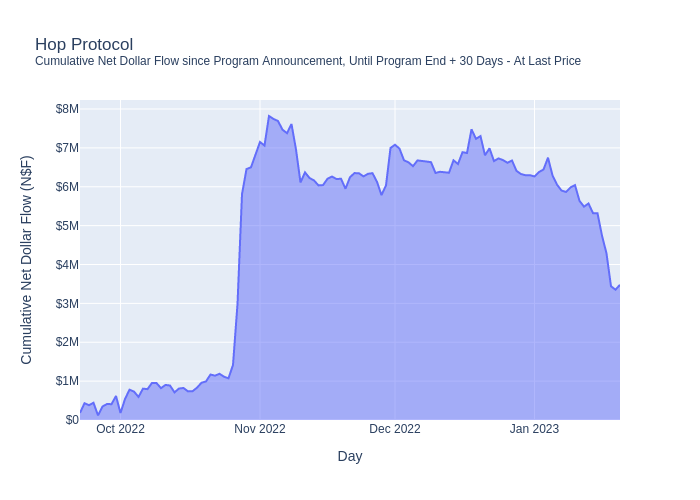 Hop Protocol
Cumulative Net Dollar Flow since Program Announcement, Until Program End + 30 Days - At Last Price
Cumulative Net Dollar Flow (N$F)
$8M
$7M
$6M
$5M
$4M
$3M
$2M
$1M
$0
Oct 2022
Nov 2022
Dec 2022
Jan 2023
Day